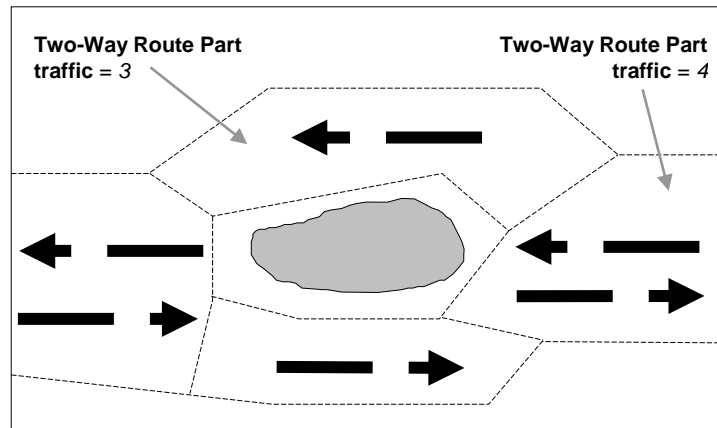 Two-Way Route Part
traffic = 3
Two-Way Route Part
traffic = 4